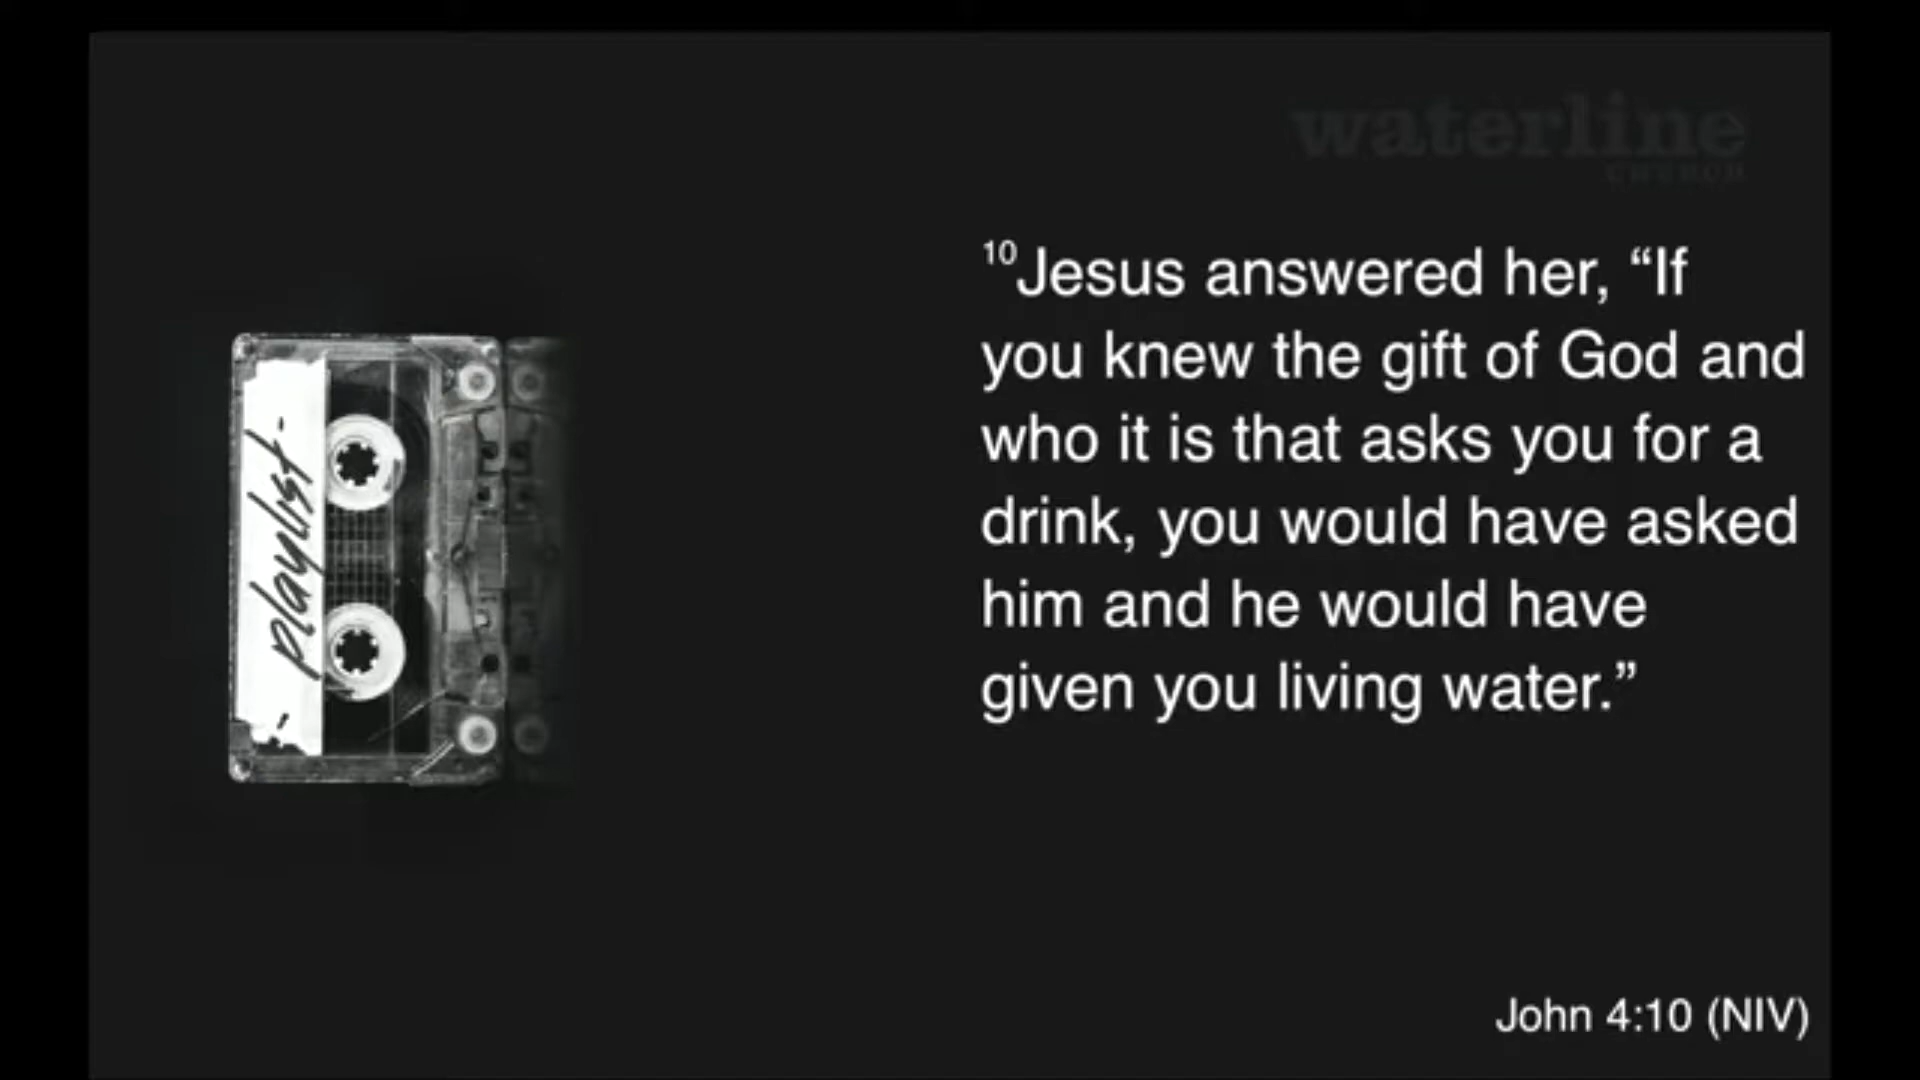 waterline
CHURCH
¹⁰Jesus answered her, “If
you knew the gift of God and
who it is that asks you for a
drink, you would have asked
him and he would have
given you living water.”
-playlist-
John 4:10 (NIV)